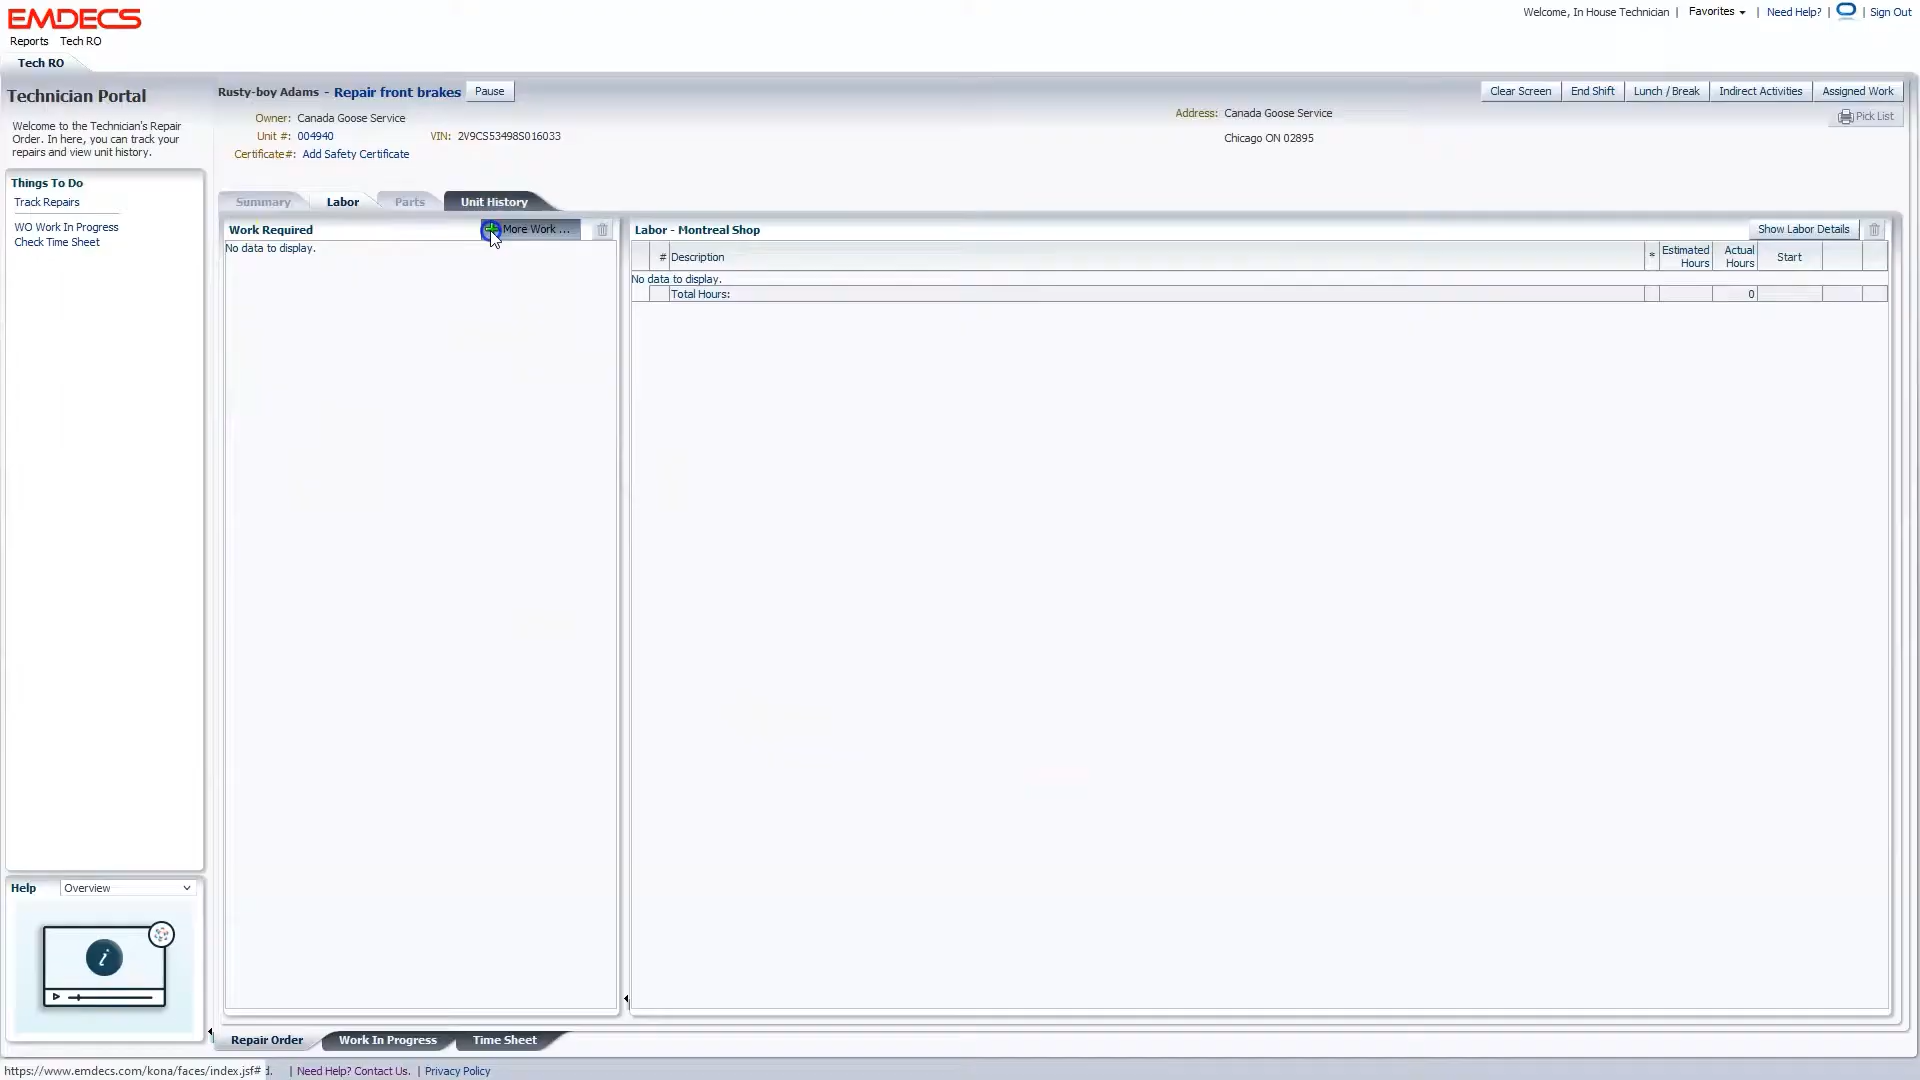 EMDECS
Welcome, In House Technician | Favorites | Need Help? | | Sign Out
Reports Tech RO
Tech RO
Technician Portal
Welcome to the Technician's Repair
Order. In here, you can track your
repairs and view unit history.
Things To Do
Track Repairs
WO Work In Progress
Check Time Sheet
Help Overview
i
Rusty-boy Adams - Repair front brakes Pause
Clear Screen End Shift Lunch / Break Indirect Activities Assigned Work
Pick List
Owner: Canada Goose Service
Unit #: 004940 VIN: 2V9CS53498S016033
Certificate#: Add Safety Certificate
Address: Canada Goose Service
Chicago ON 02895
Summary Labor Parts Unit History
Work Required More Work ...
No data to display.
Labor - Montreal Shop Show Labor Details
# Description * Estimated Hours Actual Hours Start
No data to display.
Total Hours: 0
Repair Order Work In Progress Time Sheet
https://www.emdecs.com/kona/faces/index.jsf# d. | Need Help? Contact Us. | Privacy Policy